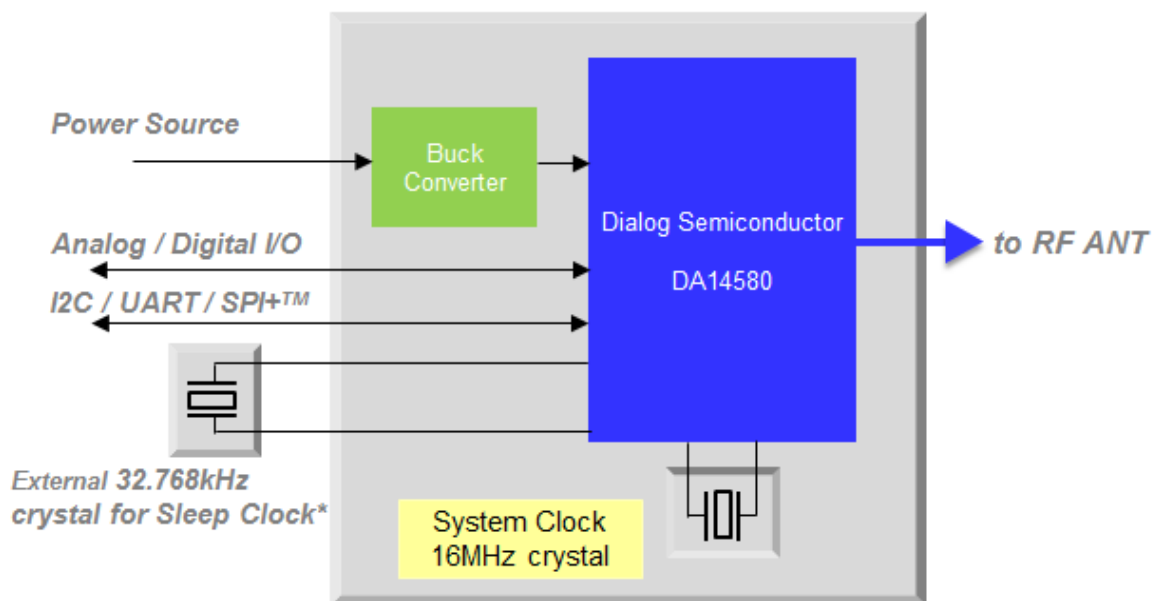 Power Source
Buck
Converter
Dialog Semiconductor
DA14580
to RF ANT
Analog / Digital I/O
I2C / UART / SPI+™
External 32.768kHz
crystal for Sleep Clock*
System Clock
16MHz crystal